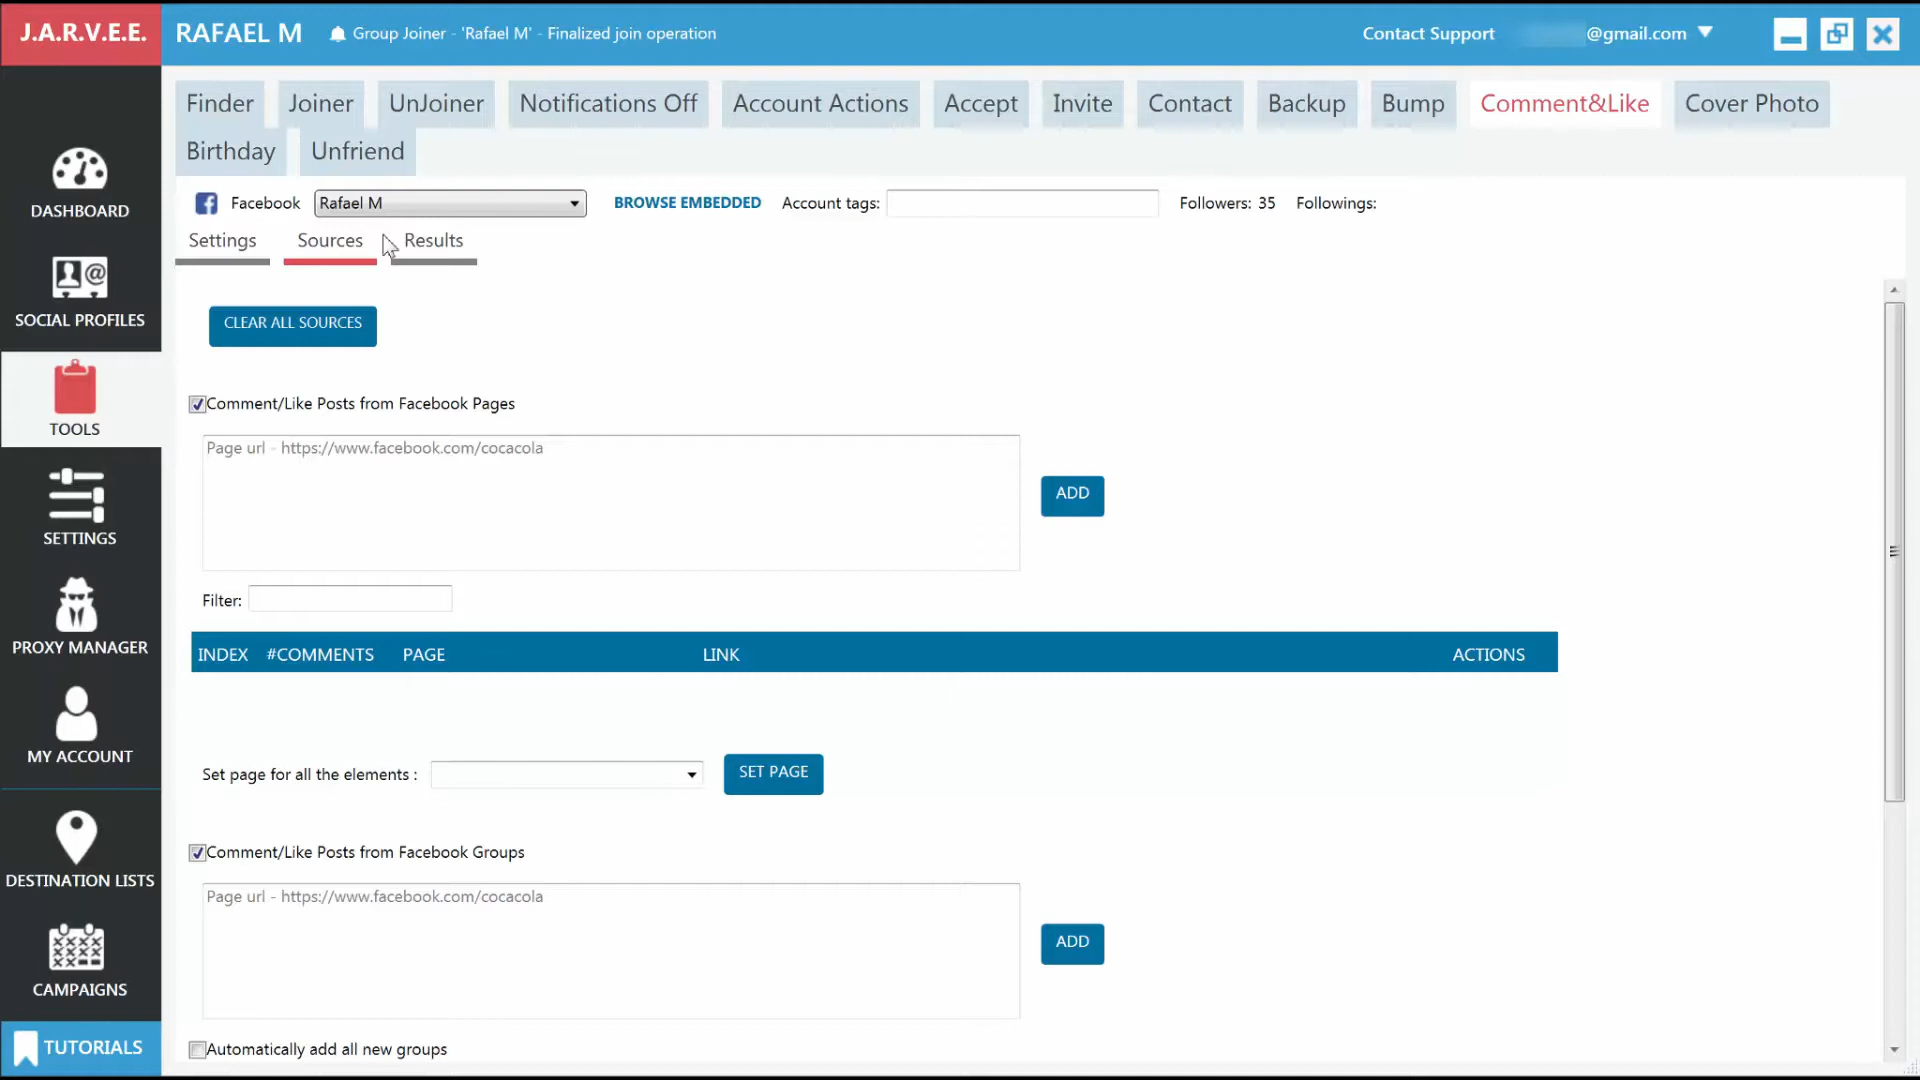 J.A.R.V.E.E.
RAFAEL M
Group Joiner - 'Rafael M' - Finalized join operation
Contact Support
@gmail.com
Finder Joiner UnJoiner Notifications Off Account Actions Accept Invite Contact Backup Bump Comment&Like Cover Photo
Birthday Unfriend
Facebook Rafael M BROWSE EMBEDDED Account tags: Followers: 35 Followings:
Settings Sources Results
DASHBOARD
SOCIAL PROFILES
TOOLS
SETTINGS
PROXY MANAGER
MY ACCOUNT
DESTINATION LISTS
CAMPAIGNS
TUTORIALS
CLEAR ALL SOURCES
Comment/Like Posts from Facebook Pages
Page url - https://www.facebook.com/cocacola
ADD
Filter:
INDEX #COMMENTS PAGE LINK ACTIONS
Set page for all the elements : SET PAGE
Comment/Like Posts from Facebook Groups
Page url - https://www.facebook.com/cocacola
ADD
Automatically add all new groups